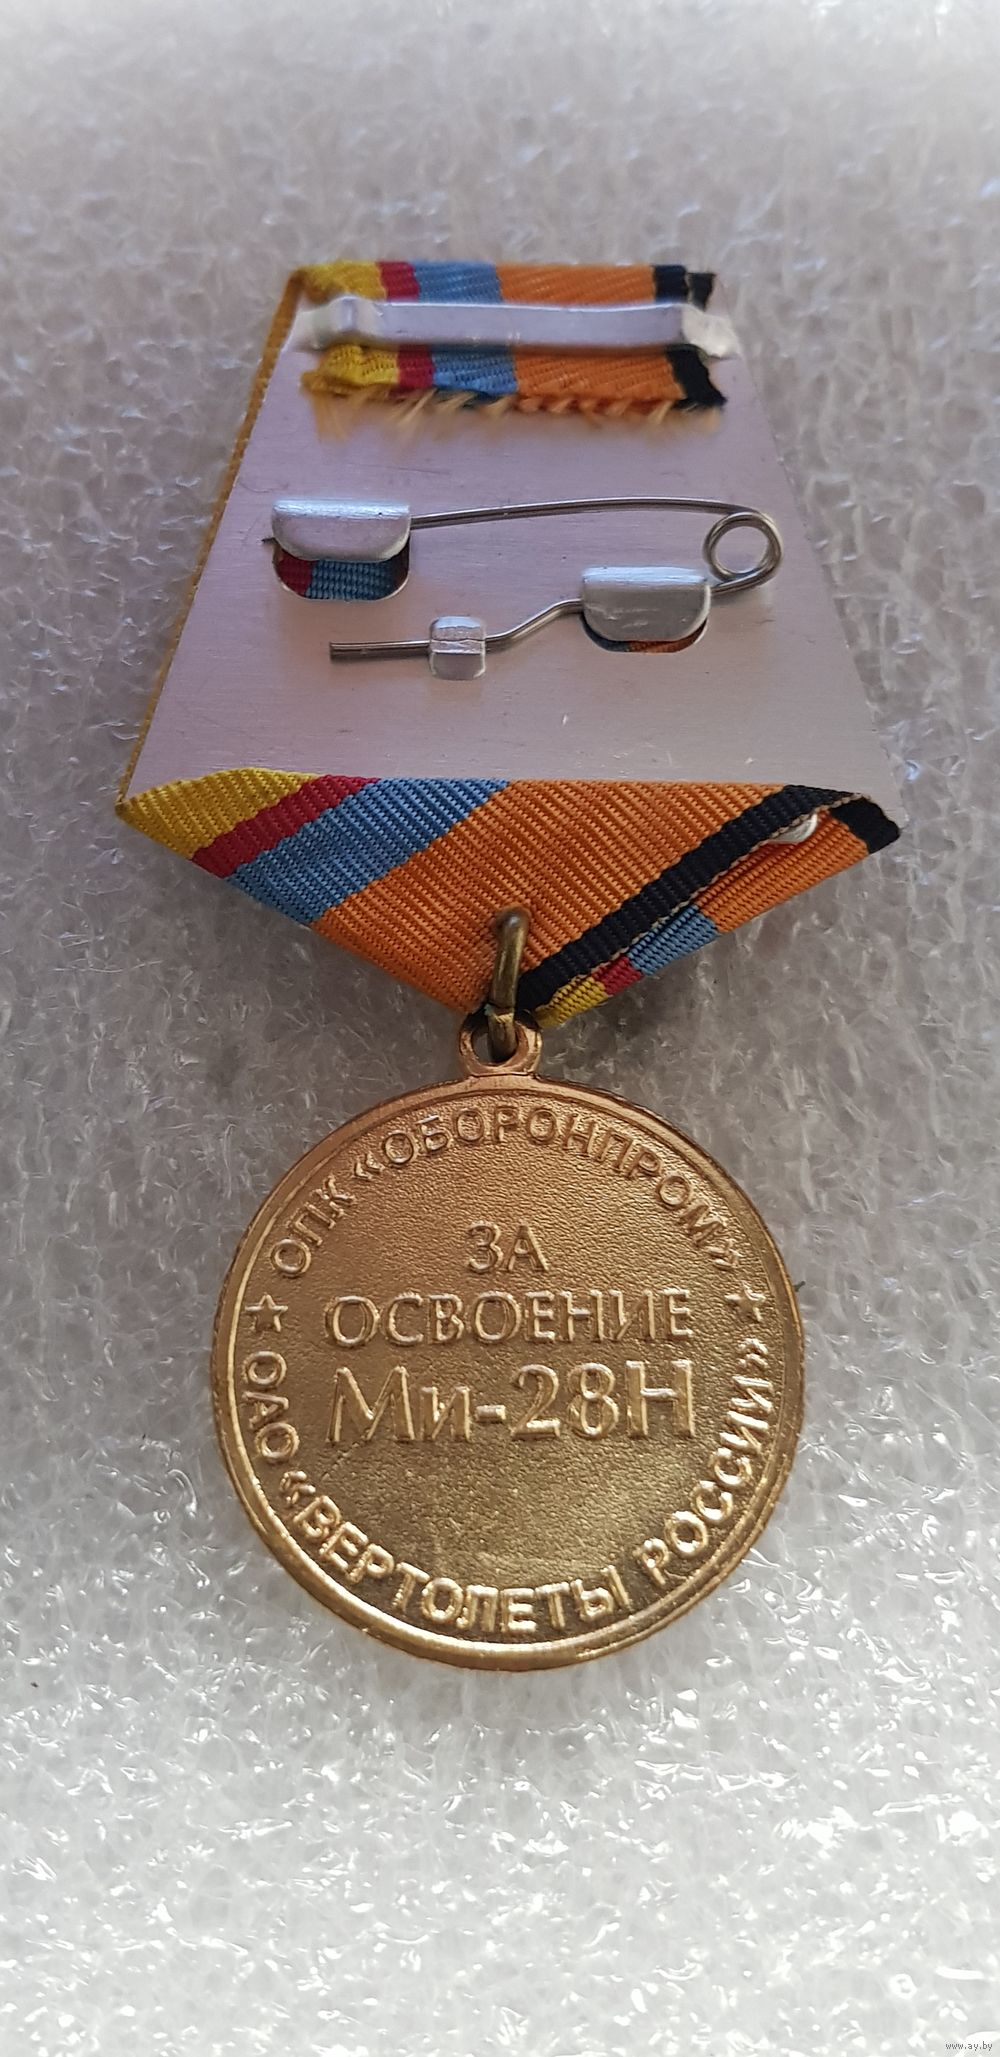 ОПК «ОБОРОНПРОМ»
ЗА
ОСВОЕНИЕ
Ми-28Н
ОАО «ВЕРТОЛЕТЫ РОССИИ»
www.ay.by